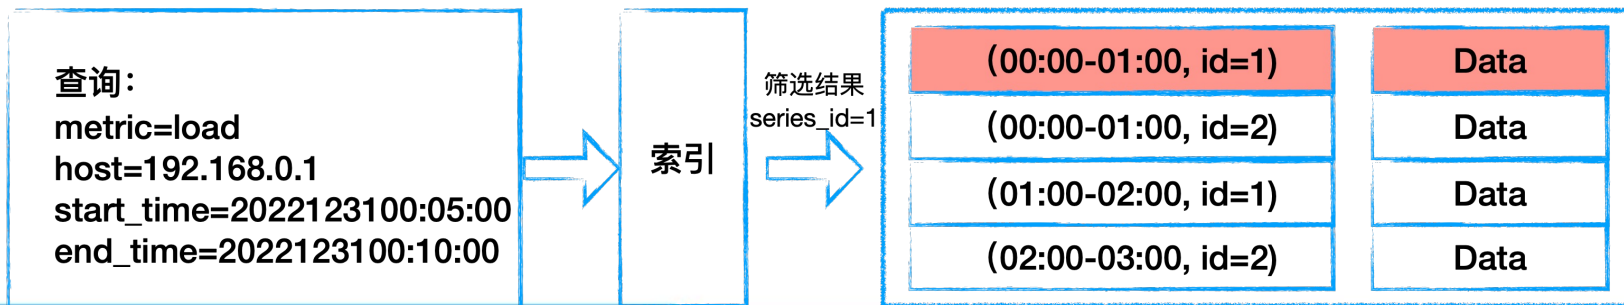 查询：
metric=load
host=192.168.0.1
start_time=2022123100:05:00
end_time=2022123100:10:00
索引
筛选结果
series_id=1
（00:00-01:00, id=1) Data
（00:00-01:00, id=2) Data
（01:00-02:00, id=1) Data
（02:00-03:00, id=2) Data